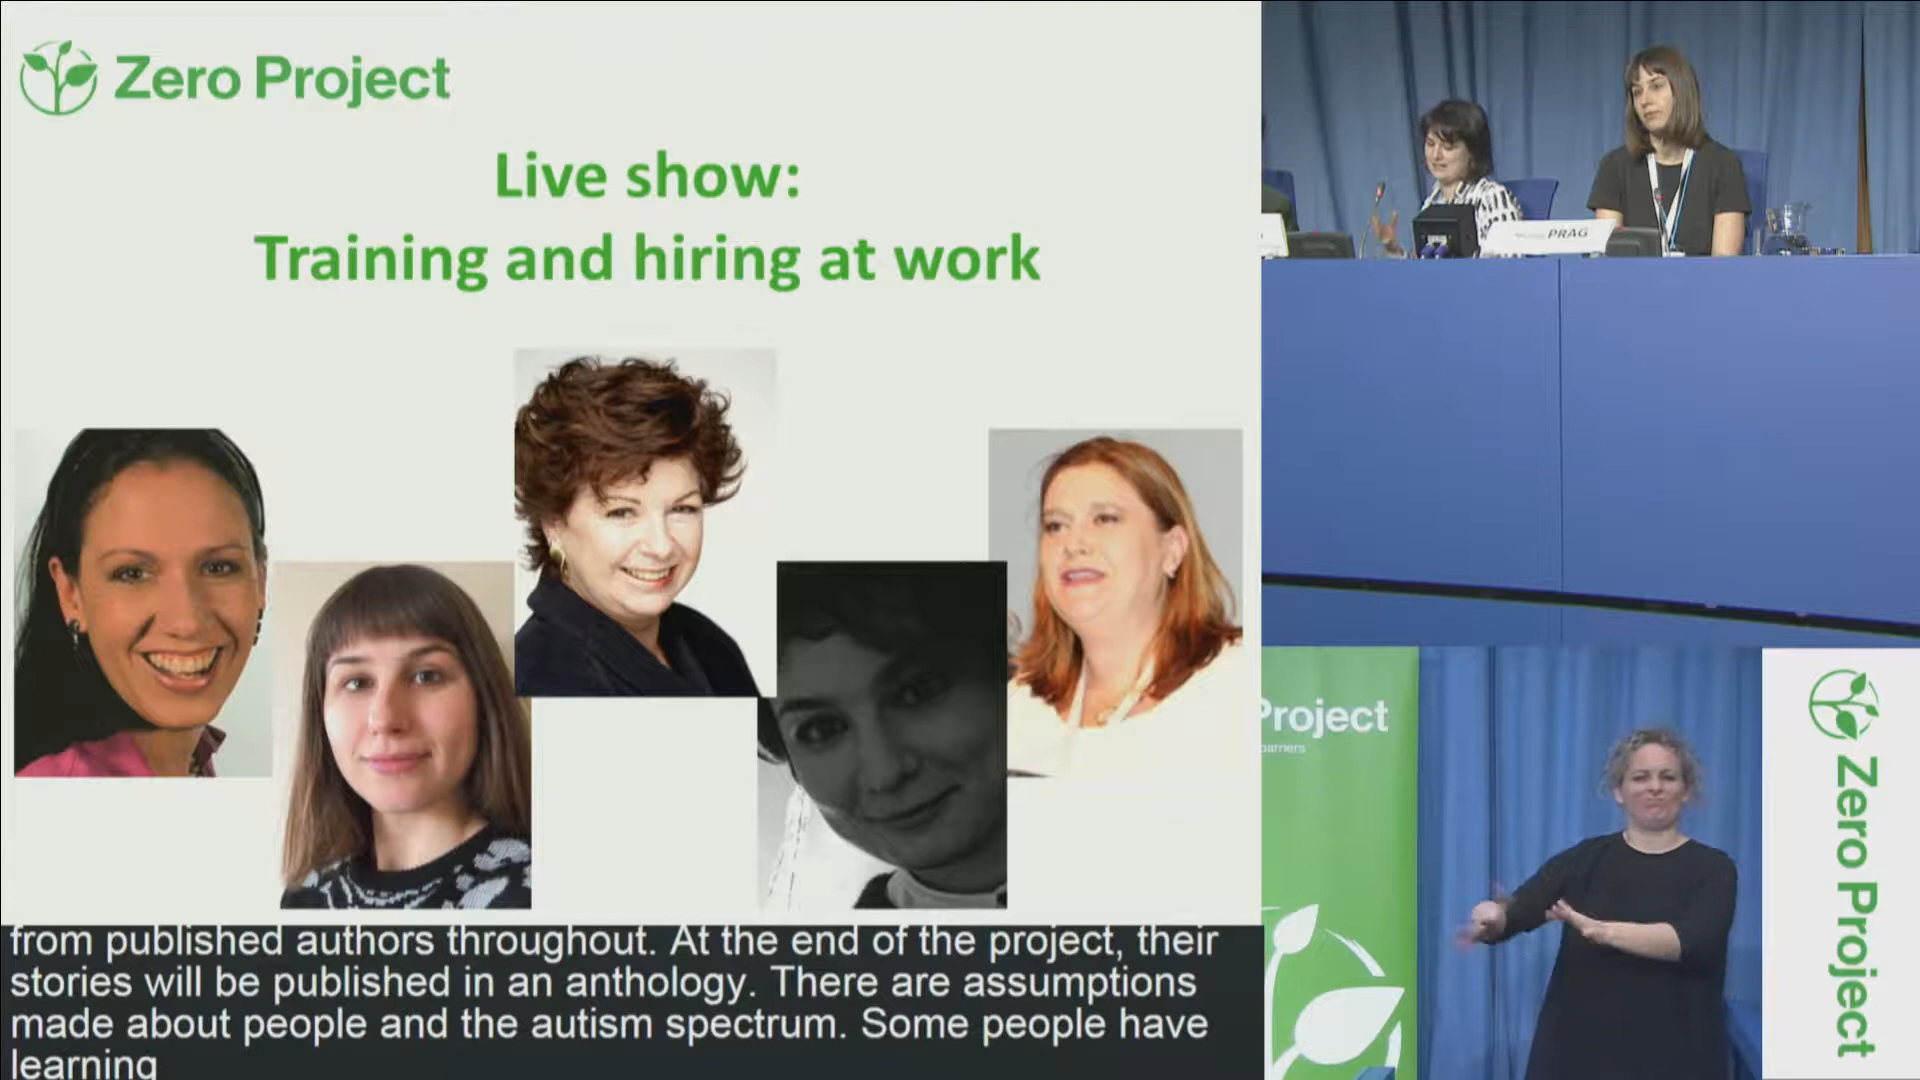 Zero Project
Live show:
Training and hiring at work
from published authors throughout. At the end of the project, their
stories will be published in an anthology. There are assumptions
made about people and the autism spectrum. Some people have
learning
PRAG
Project
barriers
Zero Project